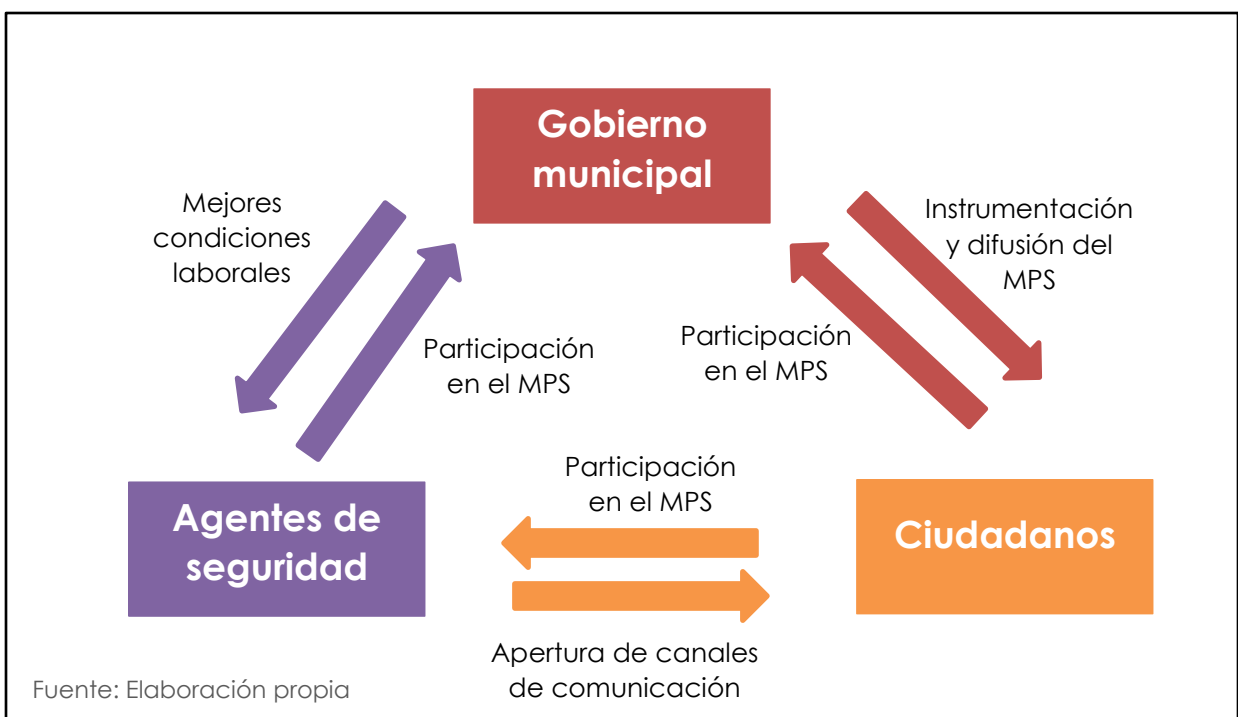 Gobierno
municipal
Mejores
condiciones
laborales
Instrumentación
y difusión del
MPS
Participación
en el MPS
Participación
en el MPS
Participación
en el MPS
Agentes de
seguridad
Ciudadanos
Apertura de canales
de comunicación
Fuente: Elaboración propia